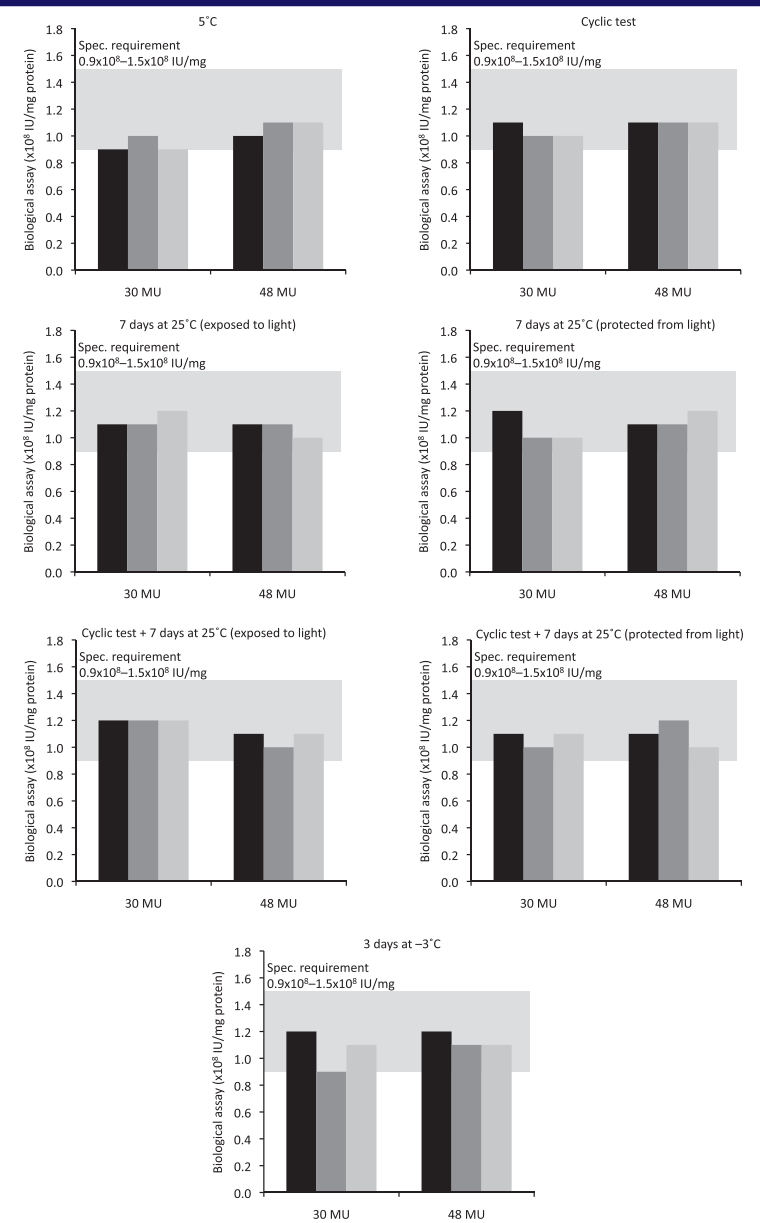 5˚C
Biological assay (x10⁸ IU/mg protein)
1.8
1.6
1.4
1.2
1.0
0.8
0.6
0.4
0.2
0.0
Spec. requirement
0.9x10⁸–1.5x10⁸ IU/mg
30 MU
48 MU
Cyclic test
Biological assay (x10⁸ IU/mg protein)
1.8
1.6
1.4
1.2
1.0
0.8
0.6
0.4
0.2
0.0
Spec. requirement
0.9x10⁸–1.5x10⁸ IU/mg
30 MU
48 MU
7 days at 25˚C (exposed to light)
Biological assay (x10⁸ IU/mg protein)
1.8
1.6
1.4
1.2
1.0
0.8
0.6
0.4
0.2
0.0
Spec. requirement
0.9x10⁸–1.5x10⁸ IU/mg
30 MU
48 MU
7 days at 25˚C (protected from light)
Biological assay (x10⁸ IU/mg protein)
1.8
1.6
1.4
1.2
1.0
0.8
0.6
0.4
0.2
0.0
Spec. requirement
0.9x10⁸–1.5x10⁸ IU/mg
30 MU
48 MU
Cyclic test + 7 days at 25˚C (exposed to light)
Biological assay (x10⁸ IU/mg protein)
1.8
1.6
1.4
1.2
1.0
0.8
0.6
0.4
0.2
0.0
Spec. requirement
0.9x10⁸–1.5x10⁸ IU/mg
30 MU
48 MU
Cyclic test + 7 days at 25˚C (protected from light)
Biological assay (x10⁸ IU/mg protein)
1.8
1.6
1.4
1.2
1.0
0.8
0.6
0.4
0.2
0.0
Spec. requirement
0.9x10⁸–1.5x10⁸ IU/mg
30 MU
48 MU
3 days at –3˚C
Biological assay (x10⁸ IU/mg protein)
1.8
1.6
1.4
1.2
1.0
0.8
0.6
0.4
0.2
0.0
Spec. requirement
0.9x10⁸–1.5x10⁸ IU/mg
30 MU
48 MU